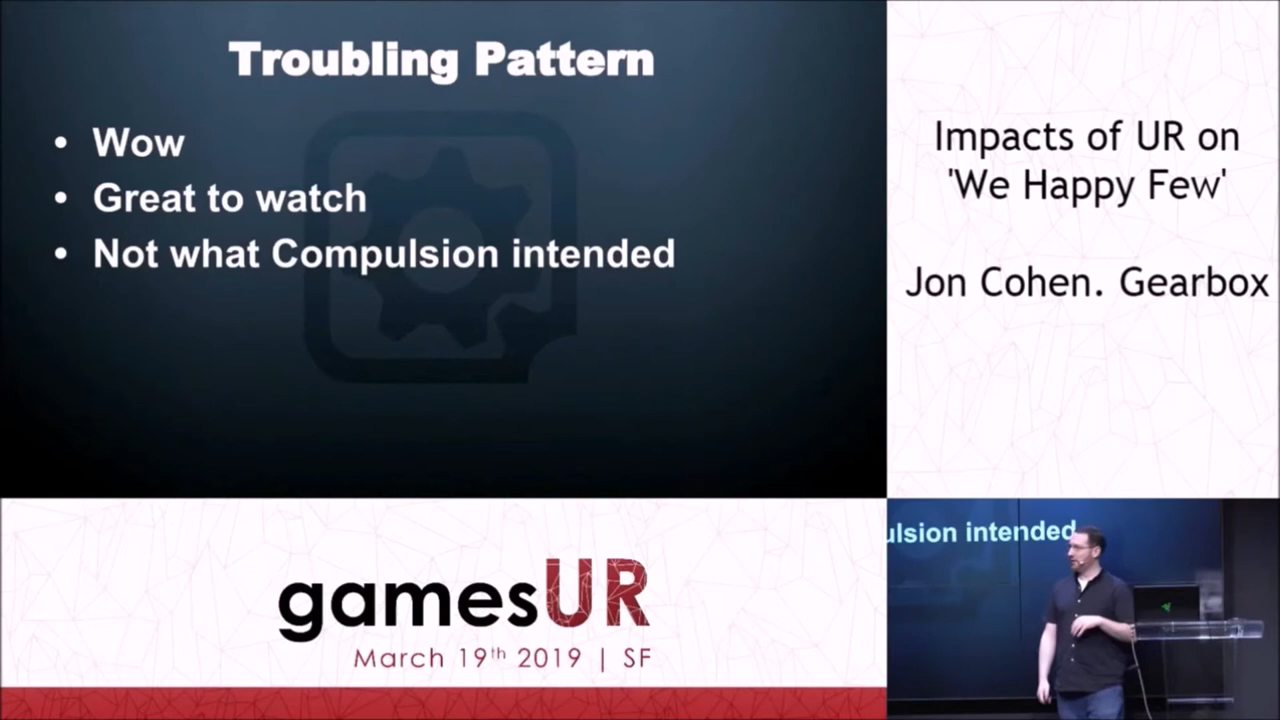 Troubling Pattern
• Wow
• Great to watch
• Not what Compulsion intended
Impacts of UR on
'We Happy Few'
Jon Cohen. Gearbox
gamesUR
March 19th 2019 | SF
ulsion intended